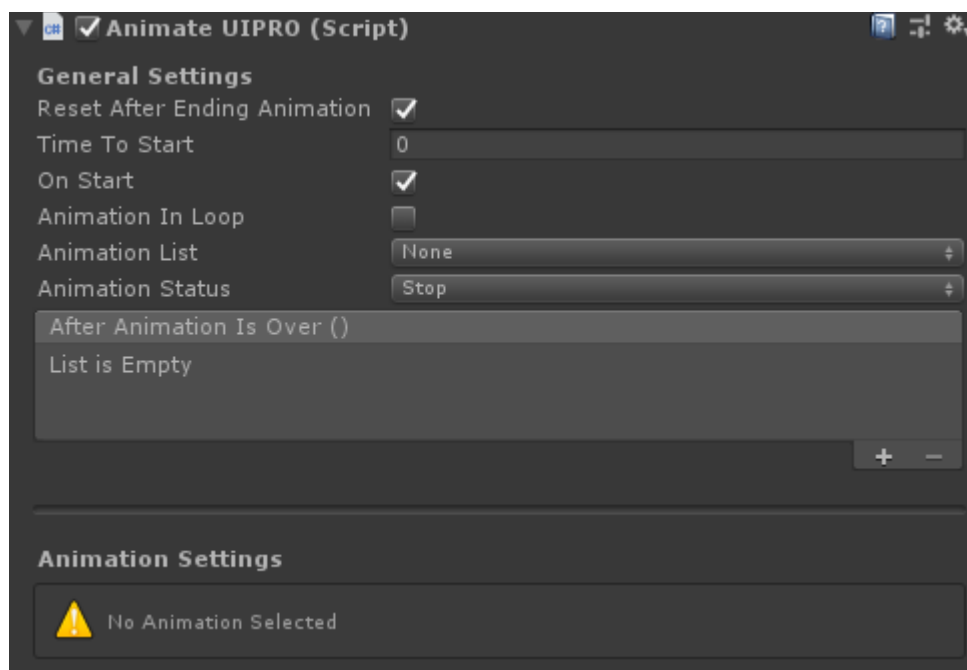 Animate UIPRO (Script)
General Settings
Reset After Ending Animation
Time To Start 0
On Start
Animation In Loop
Animation List None
Animation Status Stop
After Animation Is Over ()
List is Empty
Animation Settings
No Animation Selected